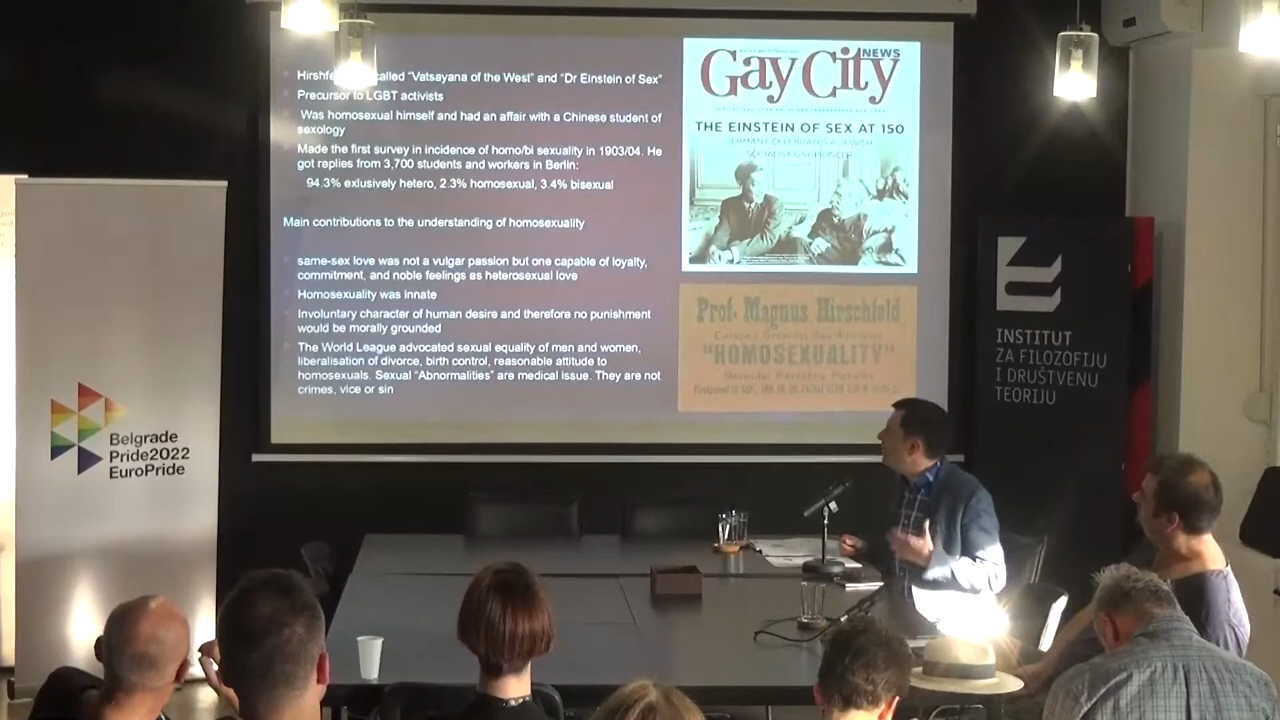 Hirshfe called “Vatsayana of the West” and “Dr Einstein of Sex”
Precursor to LGBT activists
Was homosexual himself and had an affair with a Chinese student of
sexology
Made the first survey in incidence of homo/bi sexuality in 1903/04. He
got replies from 3,700 students and workers in Berlin:
94.3% exlusively hetero, 2.3% homosexual, 3.4% bisexual
Main contributions to the understanding of homosexuality
same-sex love was not a vulgar passion but one capable of loyalty,
commitment, and noble feelings as heterosexual love
Homosexuality was innate
Involuntary character of human desire and therefore no punishment
would be morally grounded
The World League advocated sexual equality of men and women,
liberalisation of divorce, birth control, reasonable attitude to
homosexuals. Sexual “Abnormalities” are medical issue. They are not
crimes, vice or sin
Gay City
NEWS
THE EINSTEIN OF SEX AT 150
GERMANY CELEBRATES A JEWISH
SOCIALIST GAY PIONEER
Prof. Magnus Hirschfeld
"HOMOSEXUALITY"
Belgrade
Pride2022
EuroPride
INSTITUT
ZA FILOZOFIJU
I DRUŠTVENU
TEORIJU